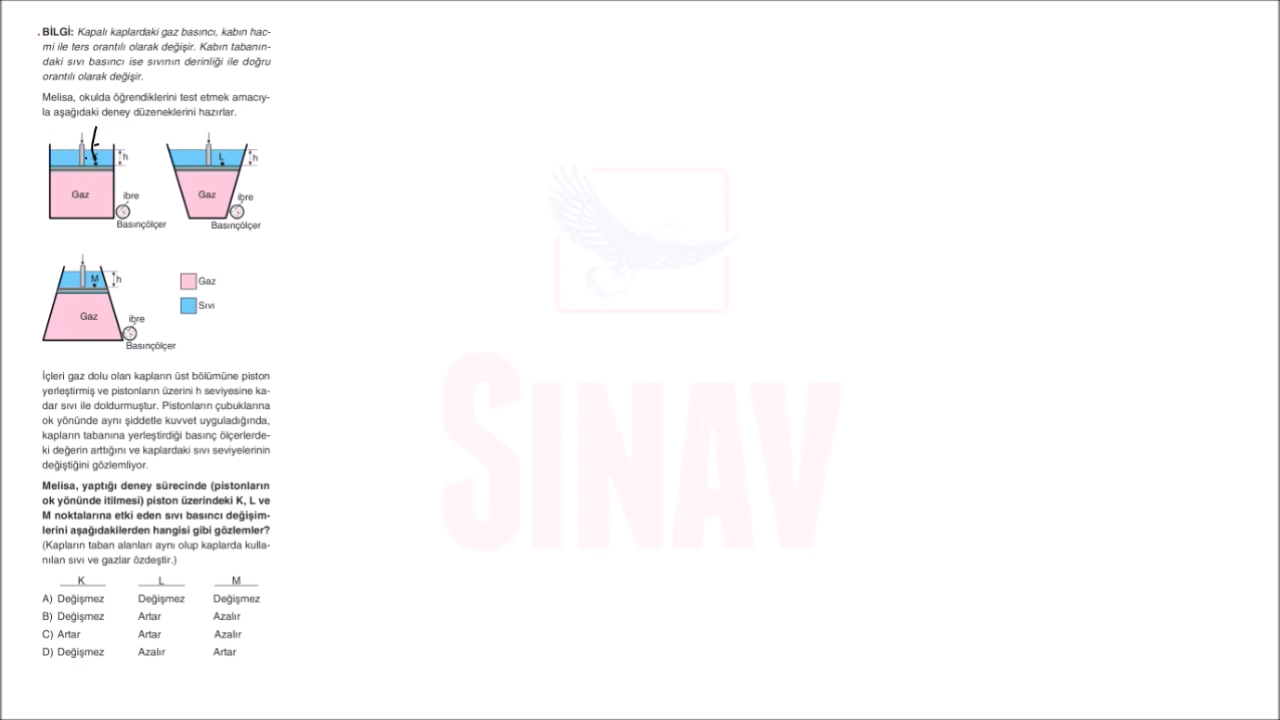 BİLGİ: Kapalı kaplardaki gaz basıncı, kabın hac-
mi ile ters orantılı olarak değişir. Kabın tabanın-
daki sıvı basıncı ise sıvının derinliği ile doğru
orantılı olarak değişir.
Melisa, okulda öğrendiklerini test etmek amacıy-
la aşağıdaki deney düzeneklerini hazırlar.
h
L
h
Gaz
ibre
Gaz
ibre
Basınçölçer
Basınçölçer
M
h
Gaz
Sıvı
Gaz
ibre
Basınçölçer
İçleri gaz dolu olan kapların üst bölümüne piston
yerleştirmiş ve pistonların üzerini h seviyesine ka-
dar sıvı ile doldurmuştur. Pistonların çubuklarına
ok yönünde aynı şiddetle kuvvet uyguladığında,
kapların tabanına yerleştirdiği basınç ölçerlerde-
ki değerin arttığını ve kaplardaki sıvı seviyelerinin
değiştiğini gözlemliyor.
Melisa, yaptığı deney sürecinde (pistonların
ok yönünde itilmesi) piston üzerindeki K, L ve
M noktalarına etki eden sıvı basıncı değişim-
lerini aşağıdakilerden hangisi gibi gözlemler?
(Kapların taban alanları aynı olup kaplarda kulla-
nılan sıvı ve gazlar özdeştir.)
K L M
A) Değişmez Değişmez Değişmez
B) Değişmez Artar Azalır
C) Artar Artar Azalır
D) Değişmez Azalır Artar
SINAV